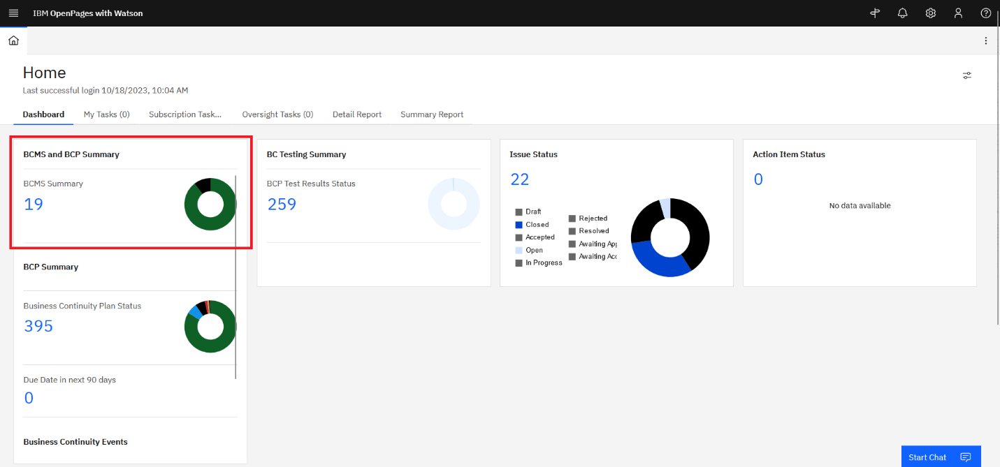 IBM OpenPages with Watson
Home
Last successful login 10/18/2023, 10:04 AM
Dashboard
My Tasks (0)
Subscription Task...
Oversight Tasks (0)
Detail Report
Summary Report
BCMS and BCP Summary
BCMS Summary
19
BCP Summary
Business Continuity Plan Status
395
Due Date in next 90 days
0
Business Continuity Events
BC Testing Summary
BCP Test Results Status
259
Issue Status
22
Draft
Closed
Accepted
Open
In Progress
Rejected
Resolved
Awaiting App
Awaiting Acc
Action Item Status
0
No data available
Start Chat